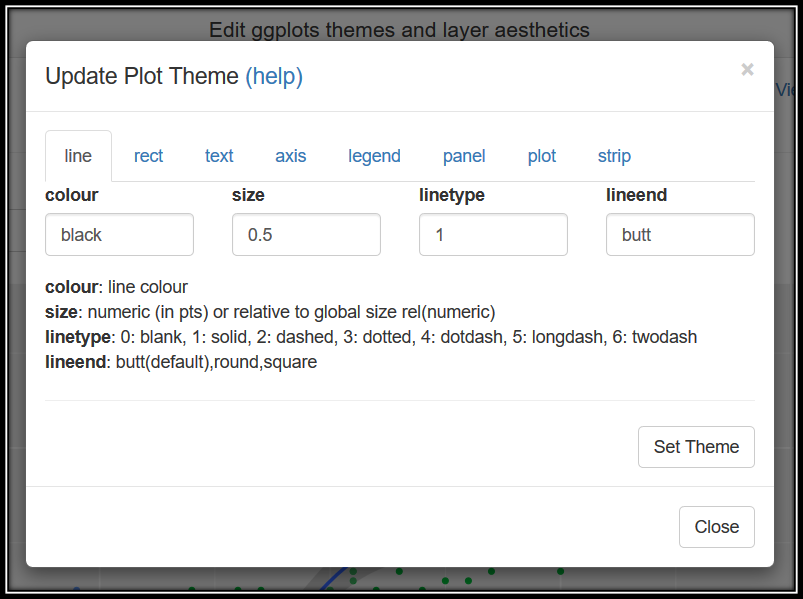 Edit ggplots themes and layer aesthetics
Update Plot Theme (help)
×
line rect text axis legend panel plot strip
colour size linetype lineend
black 0.5 1 butt
colour: line colour
size: numeric (in pts) or relative to global size rel(numeric)
linetype: 0: blank, 1: solid, 2: dashed, 3: dotted, 4: dotdash, 5: longdash, 6: twodash
lineend: butt(default),round,square
Set Theme
Close